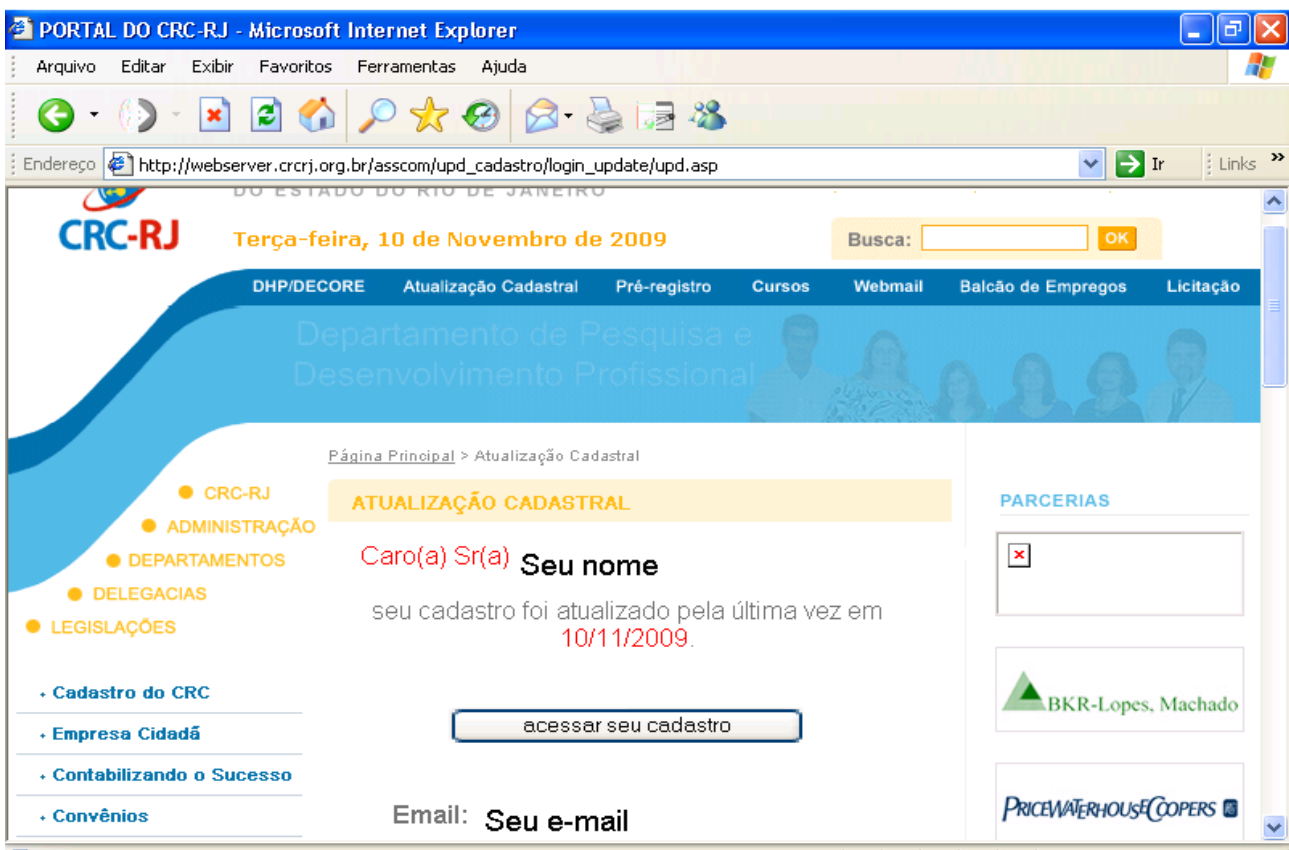 PORTAL DO CRC-RJ - Microsoft Internet Explorer
Arquivo Editar Exibir Favoritos Ferramentas Ajuda
Endereço http://webserver.crcrj.org.br/asscom/upd_cadastro/login_update/upd.asp Ir Links »
DO ESTADO DO RIO DE JANEIRO
CRC-RJ
Terça-feira, 10 de Novembro de 2009
Busca: OK
DHP/DECORE Atualização Cadastral Pré-registro Cursos Webmail Balcão de Empregos Licitação
Departamento de Pesquisa e
Desenvolvimento Profissional
Página Principal > Atualização Cadastral
CRC-RJ
ADMINISTRAÇÃO
DEPARTAMENTOS
DELEGACIAS
LEGISLAÇÕES
Cadastro do CRC
Empresa Cidadã
Contabilizando o Sucesso
Convênios
ATUALIZAÇÃO CADASTRAL
Caro(a) Sr(a) Seu nome
seu cadastro foi atualizado pela última vez em
10/11/2009.
acessar seu cadastro
Email: Seu e-mail
PARCERIAS
BKR-Lopes, Machado
PRICEWATERHOUSECOOPERS